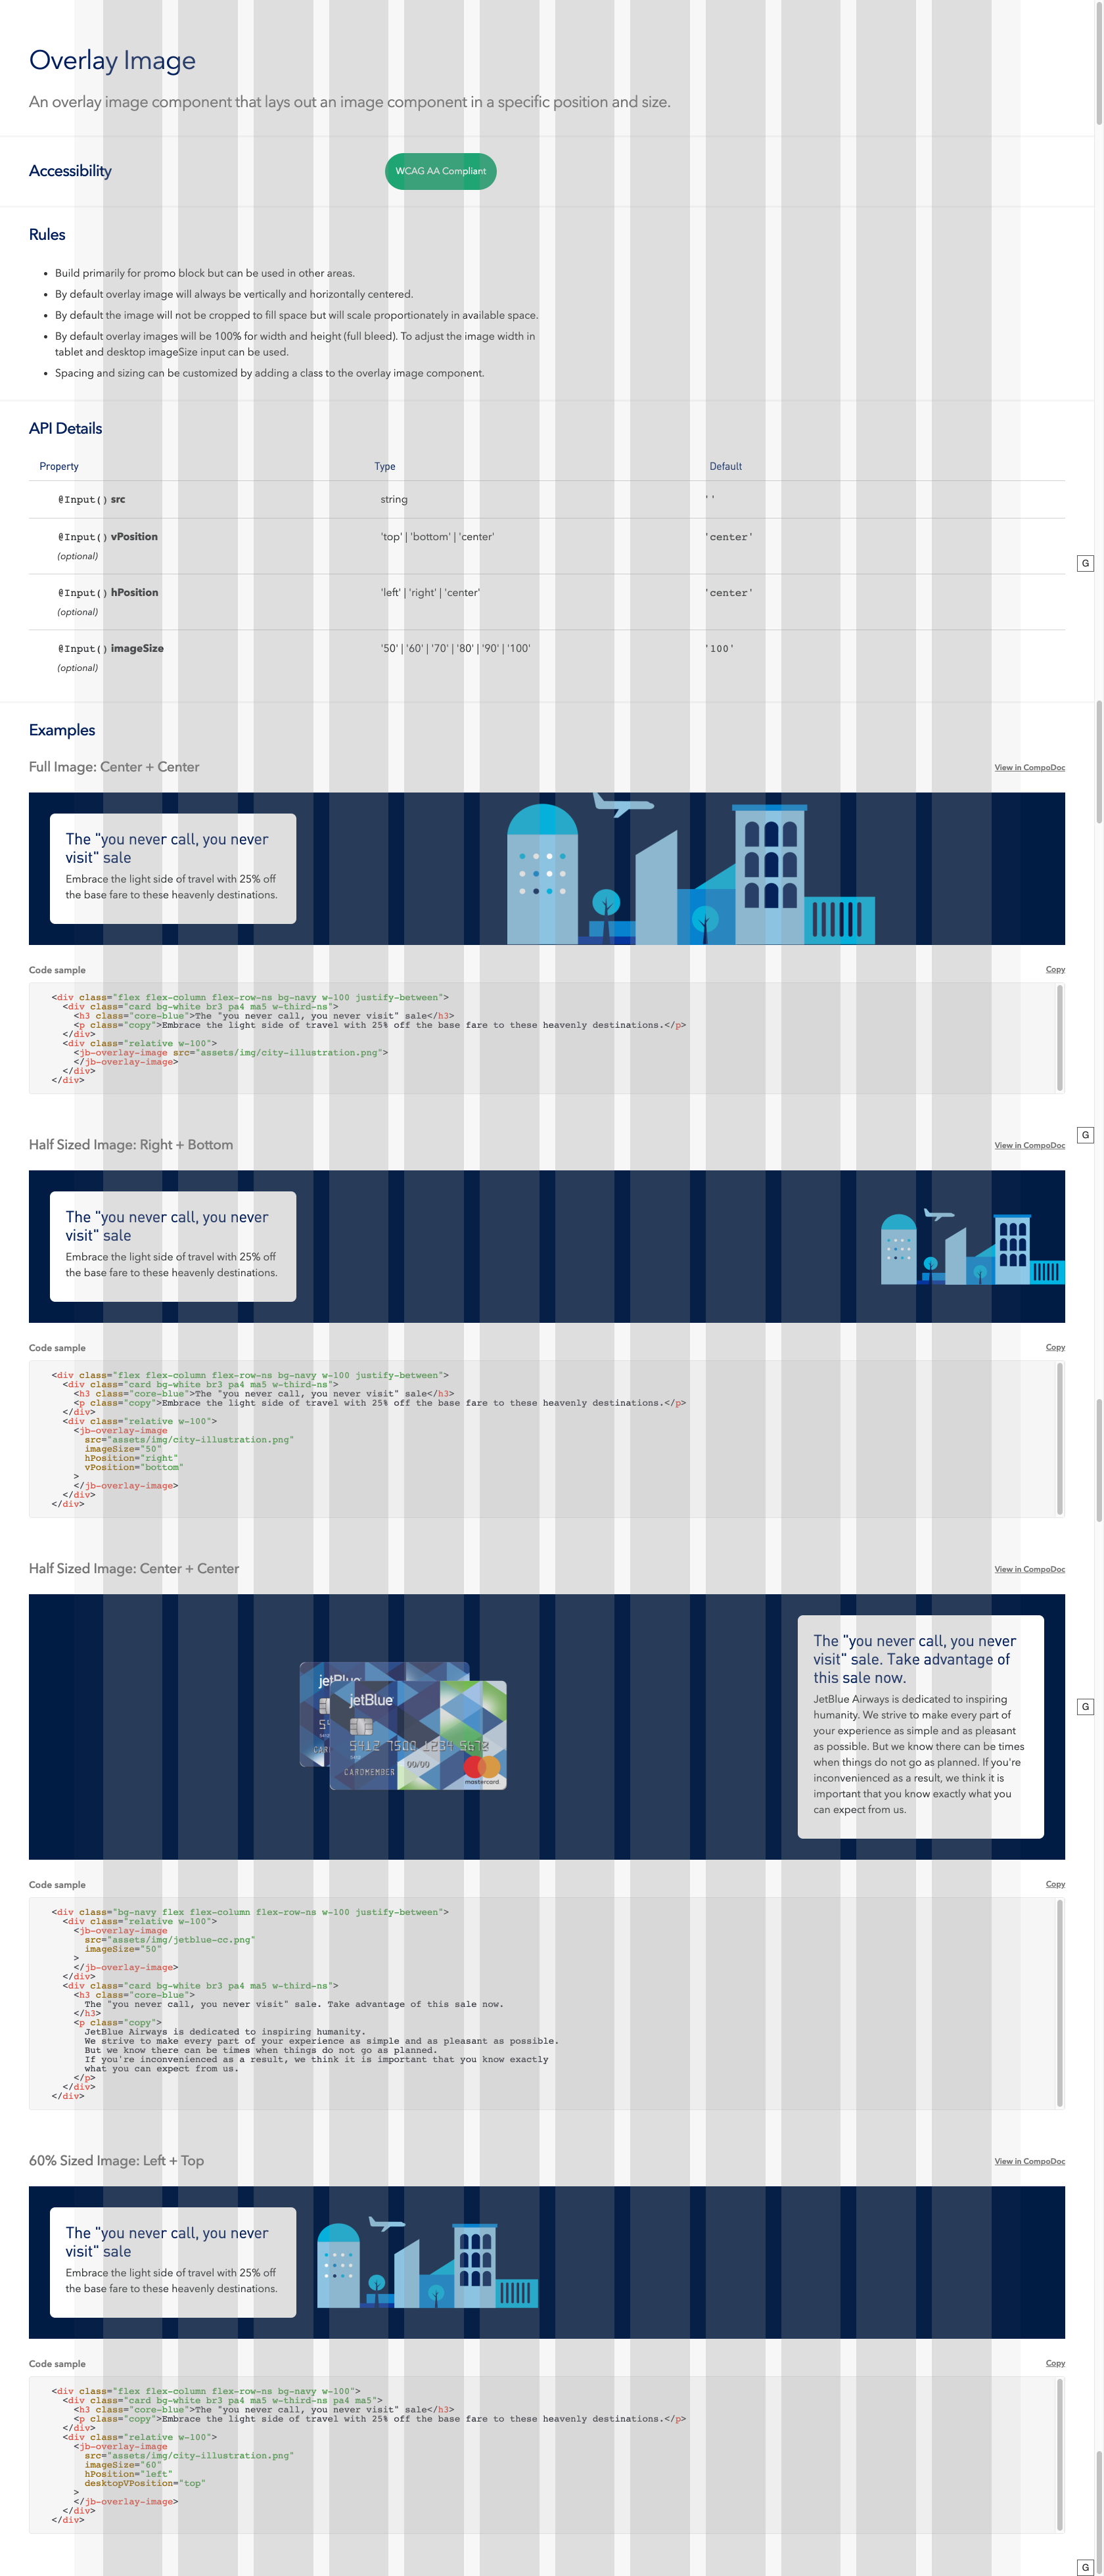 Overlay Image
An overlay image component that lays out an image component in a specific position and size.
Accessibility
WCAG AA Compliant
Rules
• Build primarily for promo block but can be used in other areas.
• By default overlay image will always be vertically and horizontally centered.
• By default the image will not be cropped to fill space but will scale proportionately in available space.
• By default overlay images will be 100% for width and height (full bleed). To adjust the image width in
tablet and desktop imageSize input can be used.
• Spacing and sizing can be customized by adding a class to the overlay image component.
API Details
Property Type Default
@Input() src string ' '
@Input() vPosition 'top' | 'bottom' | 'center' 'center'
(optional)
G
@Input() hPosition 'left' | 'right' | 'center' 'center'
(optional)
@Input() imageSize '50' | '60' | '70' | '80' | '90' | '100' '100'
(optional)
Examples
Full Image: Center + Center View in CompoDoc
The "you never call, you never
visit" sale
Embrace the light side of travel with 25% off
the base fare to these heavenly destinations.
Code sample Copy
<div class="flex flex-column flex-row-ns bg-navy w-100 justify-between">
<div class="card bg-white br3 pa4 ma5 w-third-ns">
<h3 class="core-blue">The "you never call, you never visit" sale</h3>
<p class="copy">Embrace the light side of travel with 25% off the base fare to these heavenly destinations.</p>
</div>
<div class="relative w-100">
<jb-overlay-image src="assets/img/city-illustration.png">
</jb-overlay-image>
</div>
</div>
G
Half Sized Image: Right + Bottom View in CompoDoc
The "you never call, you never
visit" sale
Embrace the light side of travel with 25% off
the base fare to these heavenly destinations.
Code sample Copy
<div class="flex flex-column flex-row-ns bg-navy w-100 justify-between">
<div class="card bg-white br3 pa4 ma5 w-third-ns">
<h3 class="core-blue">The "you never call, you never visit" sale</h3>
<p class="copy">Embrace the light side of travel with 25% off the base fare to these heavenly destinations.</p>
</div>
<div class="relative w-100">
<jb-overlay-image
src="assets/img/city-illustration.png"
imageSize="50"
hPosition="right"
vPosition="bottom"
>
</jb-overlay-image>
</div>
</div>
Half Sized Image: Center + Center View in CompoDoc
jetBlue
jetBlue
5412 7500 1234 5678
CARDMEMBER 00/00
mastercard
The "you never call, you never
visit" sale. Take advantage of
this sale now.
JetBlue Airways is dedicated to inspiring
humanity. We strive to make every part of
your experience as simple and as pleasant
as possible. But we know there can be times
when things do not go as planned. If you're
inconvenienced as a result, we think it is
important that you know exactly what you
can expect from us.
G
Code sample Copy
<div class="bg-navy flex flex-column flex-row-ns w-100 justify-between">
<div class="relative w-100">
<jb-overlay-image
src="assets/img/jetblue-cc.png"
imageSize="50"
>
</jb-overlay-image>
</div>
<div class="card bg-white br3 pa4 ma5 w-third-ns">
<h3 class="core-blue">
The "you never call, you never visit" sale. Take advantage of this sale now.
</h3>
<p class="copy">
JetBlue Airways is dedicated to inspiring humanity.
We strive to make every part of your experience as simple and as pleasant as possible.
But we know there can be times when things do not go as planned.
If you're inconvenienced as a result, we think it is important that you know exactly
what you can expect from us.
</p>
</div>
</div>
60% Sized Image: Left + Top View in CompoDoc
The "you never call, you never
visit" sale
Embrace the light side of travel with 25% off
the base fare to these heavenly destinations.
Code sample Copy
<div class="flex flex-column flex-row-ns bg-navy w-100">
<div class="card bg-white br3 pa4 ma5 w-third-ns pa4 ma5">
<h3 class="core-blue">The "you never call, you never visit" sale</h3>
<p class="copy">Embrace the light side of travel with 25% off the base fare to these heavenly destinations.</p>
</div>
<div class="relative w-100">
<jb-overlay-image
src="assets/img/city-illustration.png"
imageSize="60"
hPosition="left"
desktopVPosition="top"
>
</jb-overlay-image>
</div>
</div>
G